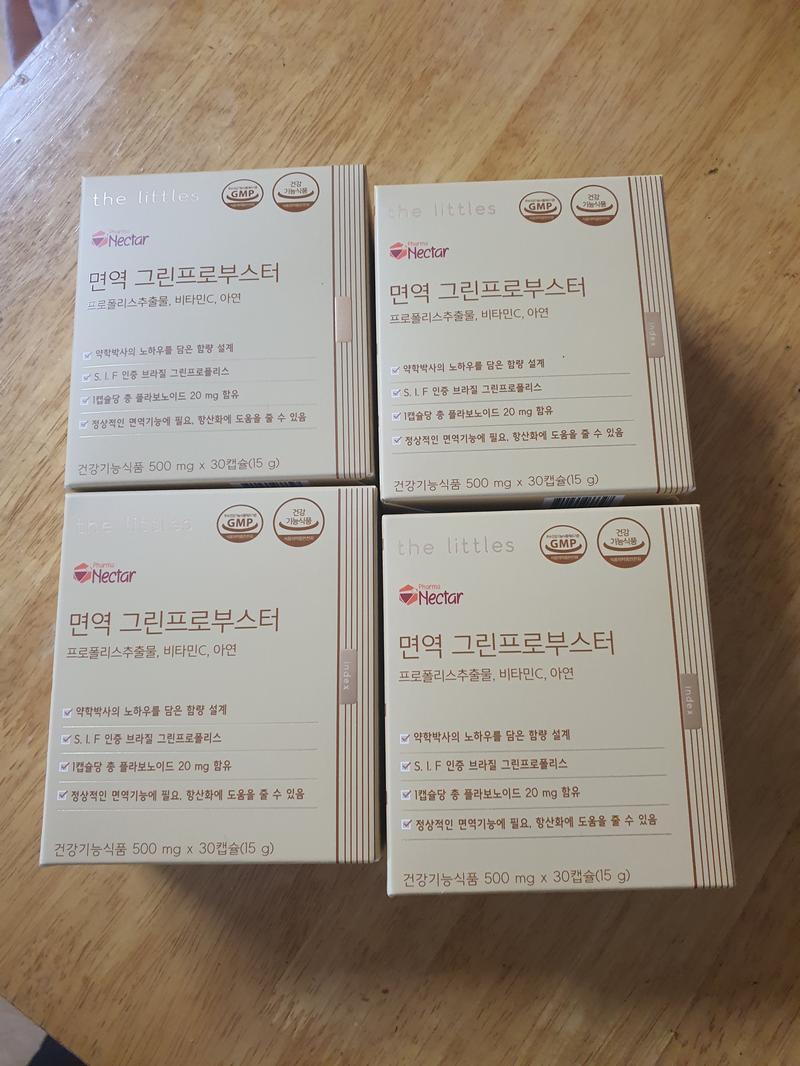 the littles
GMP
건강
기능식품
Pharma
Nectar
면역 그린프로부스터
프로폴리스추출물, 비타민C, 아연
약학박사의 노하우를 담은 함량 설계
S. I. F 인증 브라질 그린프로폴리스
1캡슐당 총 플라보노이드 20 mg 함유
정상적인 면역기능에 필요, 항산화에 도움을 줄 수 있음
건강기능식품 500 mg x 30캡슐(15 g)
the littles
GMP
건강
기능식품
Pharma
Nectar
면역 그린프로부스터
프로폴리스추출물, 비타민C, 아연
index
약학박사의 노하우를 담은 함량 설계
S. I. F 인증 브라질 그린프로폴리스
1캡슐당 총 플라보노이드 20 mg 함유
정상적인 면역기능에 필요, 항산화에 도움을 줄 수 있음
건강기능식품 500 mg x 30캡슐(15 g)
the littles
GMP
건강
기능식품
Pharma
Nectar
면역 그린프로부스터
프로폴리스추출물, 비타민C, 아연
index
약학박사의 노하우를 담은 함량 설계
S. I. F 인증 브라질 그린프로폴리스
1캡슐당 총 플라보노이드 20 mg 함유
정상적인 면역기능에 필요, 항산화에 도움을 줄 수 있음
건강기능식품 500 mg x 30캡슐(15 g)
the littles
GMP
건강
기능식품
Pharma
Nectar
면역 그린프로부스터
프로폴리스추출물, 비타민C, 아연
index
약학박사의 노하우를 담은 함량 설계
S. I. F 인증 브라질 그린프로폴리스
1캡슐당 총 플라보노이드 20 mg 함유
정상적인 면역기능에 필요, 항산화에 도움을 줄 수 있음
건강기능식품 500 mg x 30캡슐(15 g)